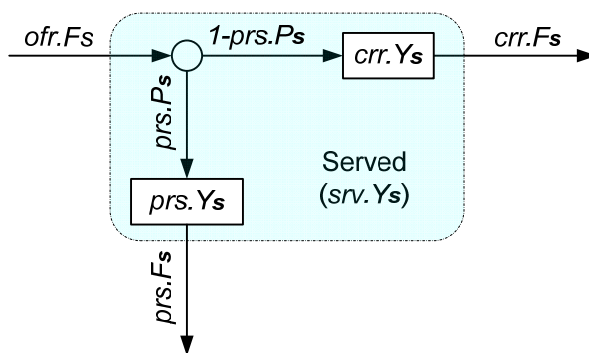 ofr.Fs
1-prs.Ps
crr.Ys
crr.Fs
prs.Ps
Served
(srv.Ys)
prs.Ys
prs.Fs